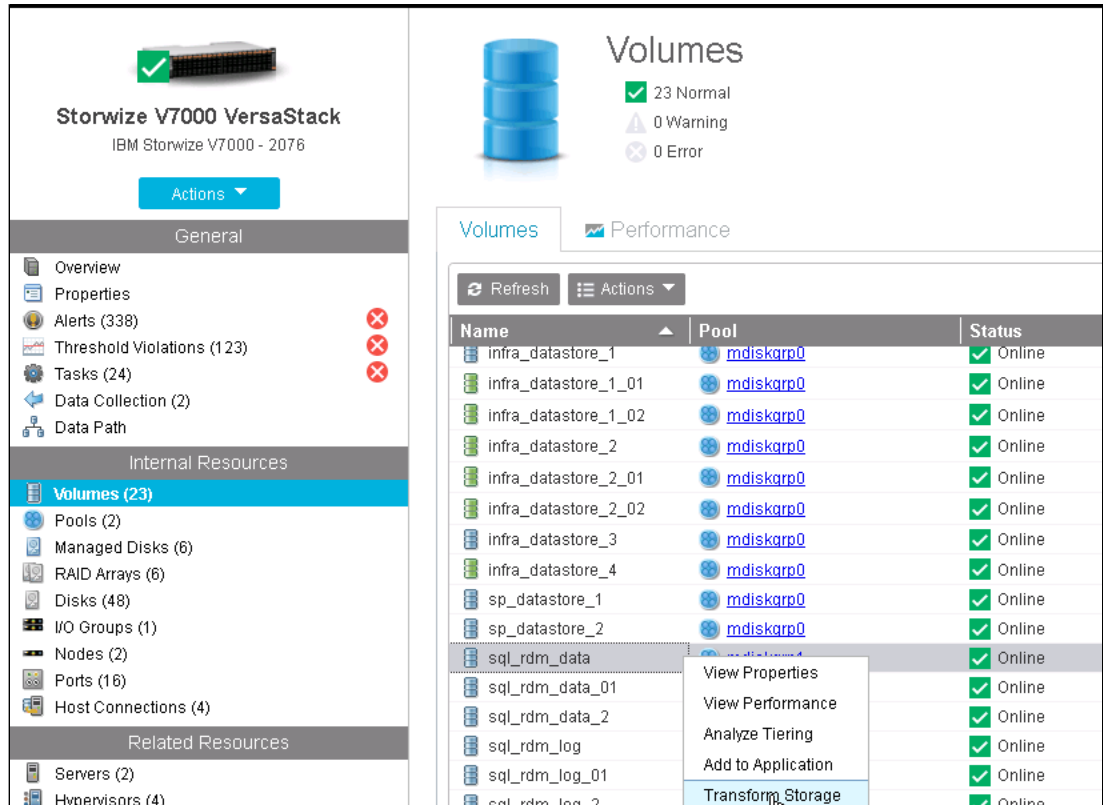 Storwize V7000 VersaStack
IBM Storwize V7000 - 2076
Actions
General
Overview
Properties
Alerts (338)
Threshold Violations (123)
Tasks (24)
Data Collection (2)
Data Path
Internal Resources
Volumes (23)
Pools (2)
Managed Disks (6)
RAID Arrays (6)
Disks (48)
I/O Groups (1)
Nodes (2)
Ports (16)
Host Connections (4)
Related Resources
Servers (2)
Hypervisors (4)
Volumes
23 Normal
0 Warning
0 Error
Volumes Performance
Refresh Actions
Name Pool Status
infra_datastore_1 mdiskgrp0 Online
infra_datastore_1_01 mdiskgrp0 Online
infra_datastore_1_02 mdiskgrp0 Online
infra_datastore_2 mdiskgrp0 Online
infra_datastore_2_01 mdiskgrp0 Online
infra_datastore_2_02 mdiskgrp0 Online
infra_datastore_3 mdiskgrp0 Online
infra_datastore_4 mdiskgrp0 Online
sp_datastore_1 mdiskgrp0 Online
sp_datastore_2 mdiskgrp0 Online
sql_rdm_data Online
sql_rdm_data_01 Online
sql_rdm_data_2 Online
sql_rdm_log Online
sql_rdm_log_01 Online
sql_rdm_log_2 Online
View Properties
View Performance
Analyze Tiering
Add to Application
Transform Storage